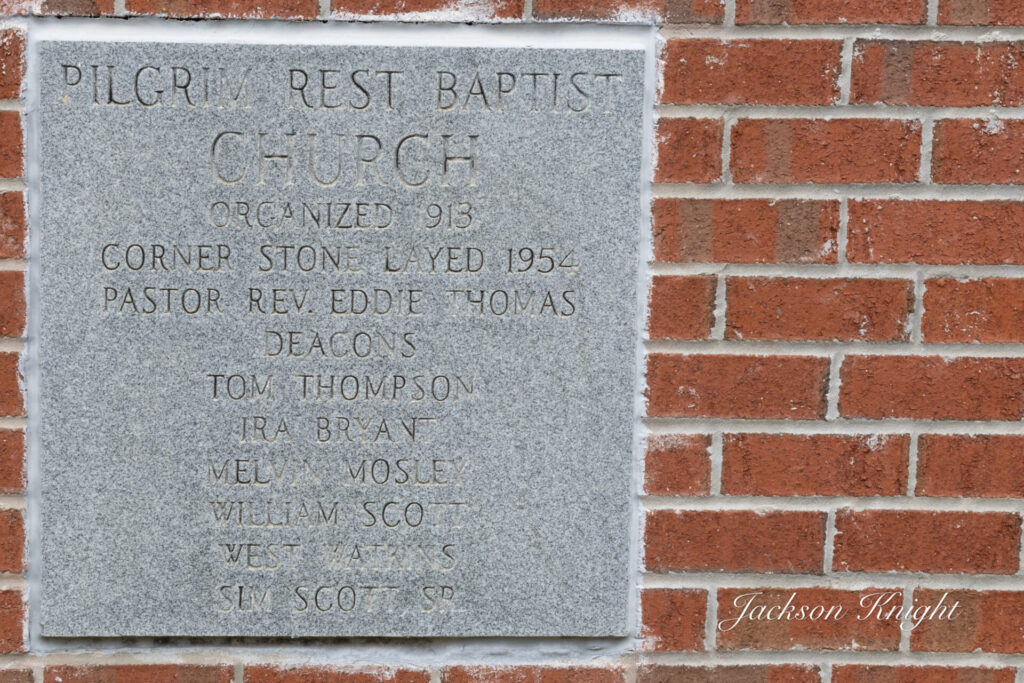 PILGRIM REST BAPTIST
CHURCH
ORGANIZED 1913
CORNER STONE LAYED 1954
PASTOR REV. EDDIE THOMAS
DEACONS
TOM THOMPSON
IRA BRYANT
MELVIN MOSLEY
WILLIAM SCOTT
WEST WATKINS
SIM SCOTT, SR.
Jackson Knight